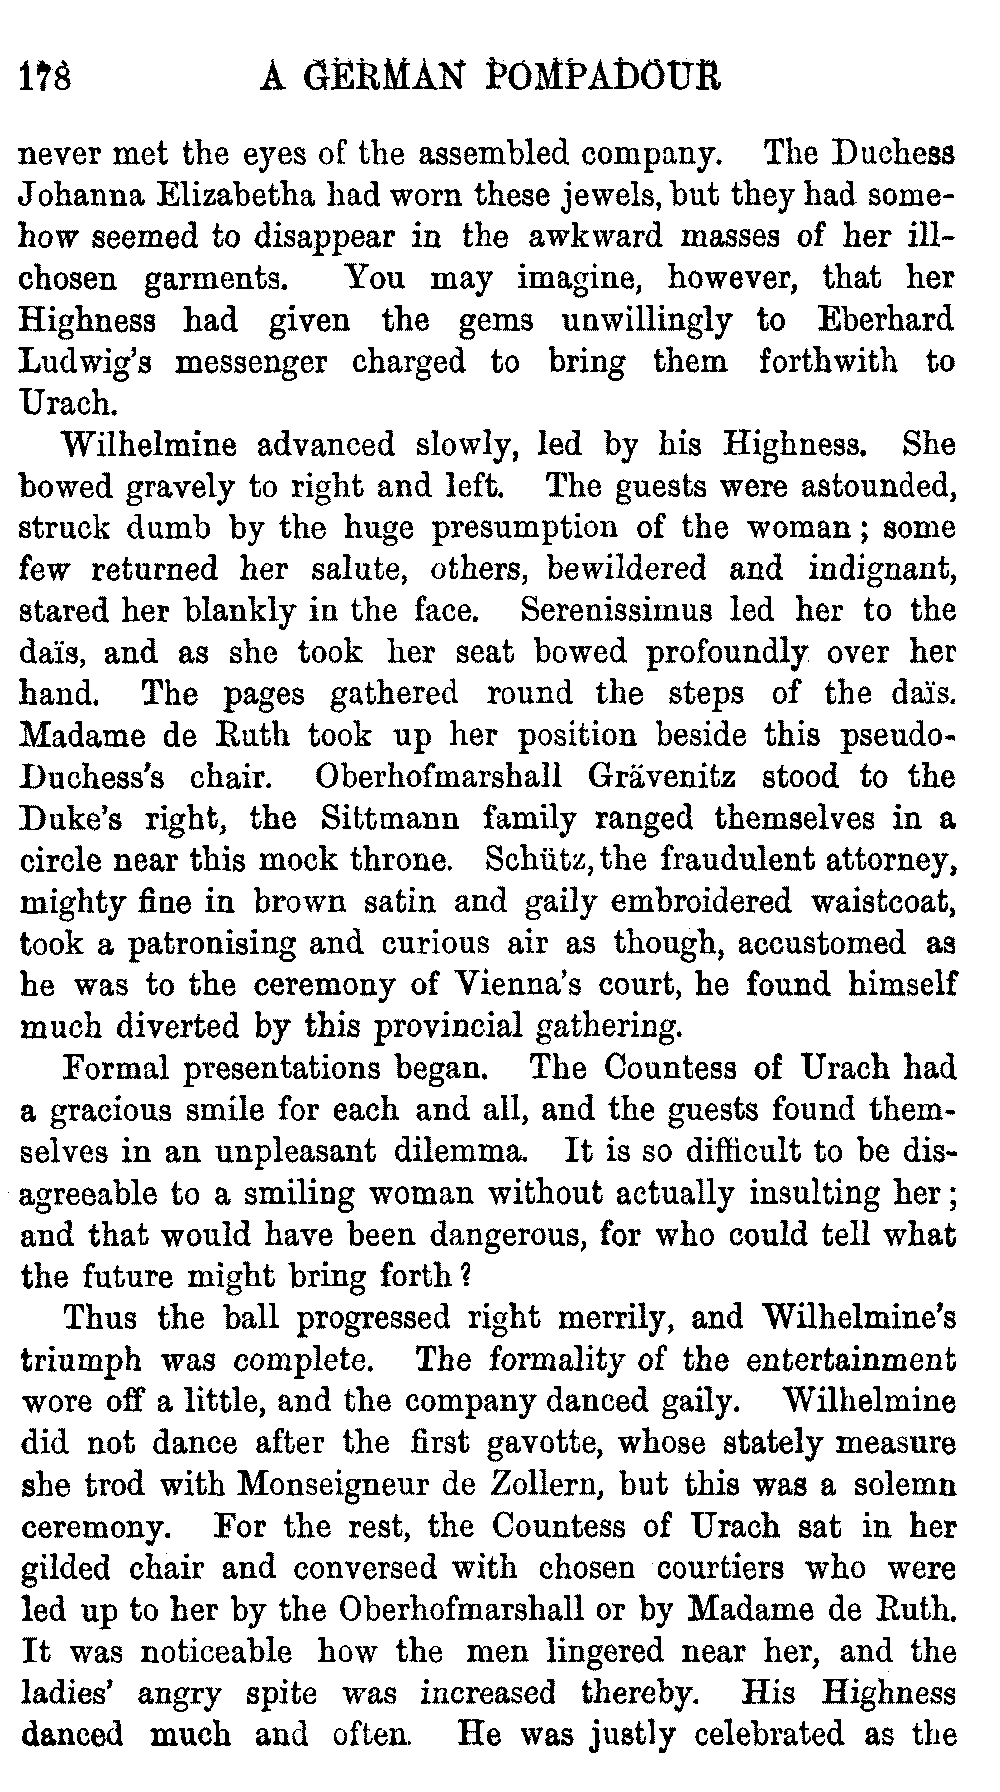 178 A GERMAN POMPADOUR
never met the eyes of the assembled company. The Duchess
Johanna Elizabetha had worn these jewels, but they had some-
how seemed to disappear in the awkward masses of her ill-
chosen garments. You may imagine, however, that her
Highness had given the gems unwillingly to Eberhard
Ludwig's messenger charged to bring them forthwith to
Urach.
Wilhelmine advanced slowly, led by his Highness. She
bowed gravely to right and left. The guests were astounded,
struck dumb by the huge presumption of the woman; some
few returned her salute, others, bewildered and indignant,
stared her blankly in the face. Serenissimus led her to the
daïs, and as she took her seat bowed profoundly over her
hand. The pages gathered round the steps of the daïs.
Madame de Ruth took up her position beside this pseudo-
Duchess's chair. Oberhofmarshall Grävenitz stood to the
Duke's right, the Sittmann family ranged themselves in a
circle near this mock throne. Schütz, the fraudulent attorney,
mighty fine in brown satin and gaily embroidered waistcoat,
took a patronising and curious air as though, accustomed as
he was to the ceremony of Vienna's court, he found himself
much diverted by this provincial gathering.
Formal presentations began. The Countess of Urach had
a gracious smile for each and all, and the guests found them-
selves in an unpleasant dilemma. It is so difficult to be dis-
agreeable to a smiling woman without actually insulting her;
and that would have been dangerous, for who could tell what
the future might bring forth?
Thus the ball progressed right merrily, and Wilhelmine's
triumph was complete. The formality of the entertainment
wore off a little, and the company danced gaily. Wilhelmine
did not dance after the first gavotte, whose stately measure
she trod with Monseigneur de Zollern, but this was a solemn
ceremony. For the rest, the Countess of Urach sat in her
gilded chair and conversed with chosen courtiers who were
led up to her by the Oberhofmarshall or by Madame de Ruth.
It was noticeable how the men lingered near her, and the
ladies' angry spite was increased thereby. His Highness
danced much and often. He was justly celebrated as the